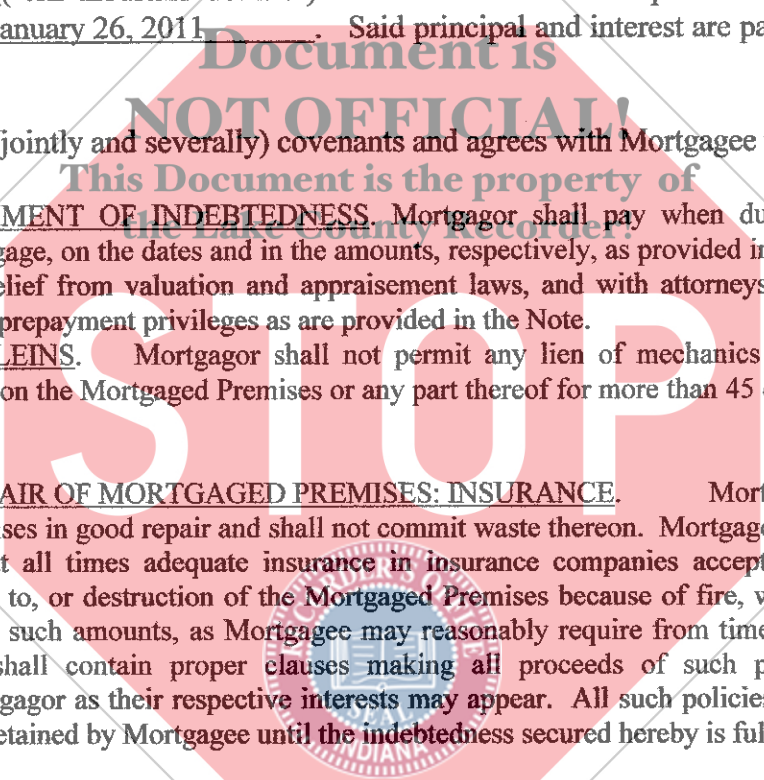 January 26, 2011 . Said principal and interest are pa
Document is
NOT OFFICIAL!
jointly and severally) covenants and agrees with Mortgagee
This Document is the property of
MENT OF INDEBTEDNESS. Mortgagor shall pay when du
the Lake County Recorder!
gage, on the dates and in the amounts, respectively, as provided in
elief from valuation and appraisement laws, and with attorneys
prepayment privileges as are provided in the Note.
LEINS. Mortgagor shall not permit any lien of mechanics
on the Mortgaged Premises or any part thereof for more than 45
STOP
AIR OF MORTGAGED PREMISES: INSURANCE. Mort
ises in good repair and shall not commit waste thereon. Mortgage
t all times adequate insurance in insurance companies accept
to, or destruction of the Mortgaged Premises because of fire, w
such amounts, as Mortgagee may reasonably require from time
shall contain proper clauses making all proceeds of such p
gagor as their respective interests may appear. All such policies
etained by Mortgagee until the indebtedness secured hereby is ful
RECORDER'S OFFICE
SEAL
INDIANA